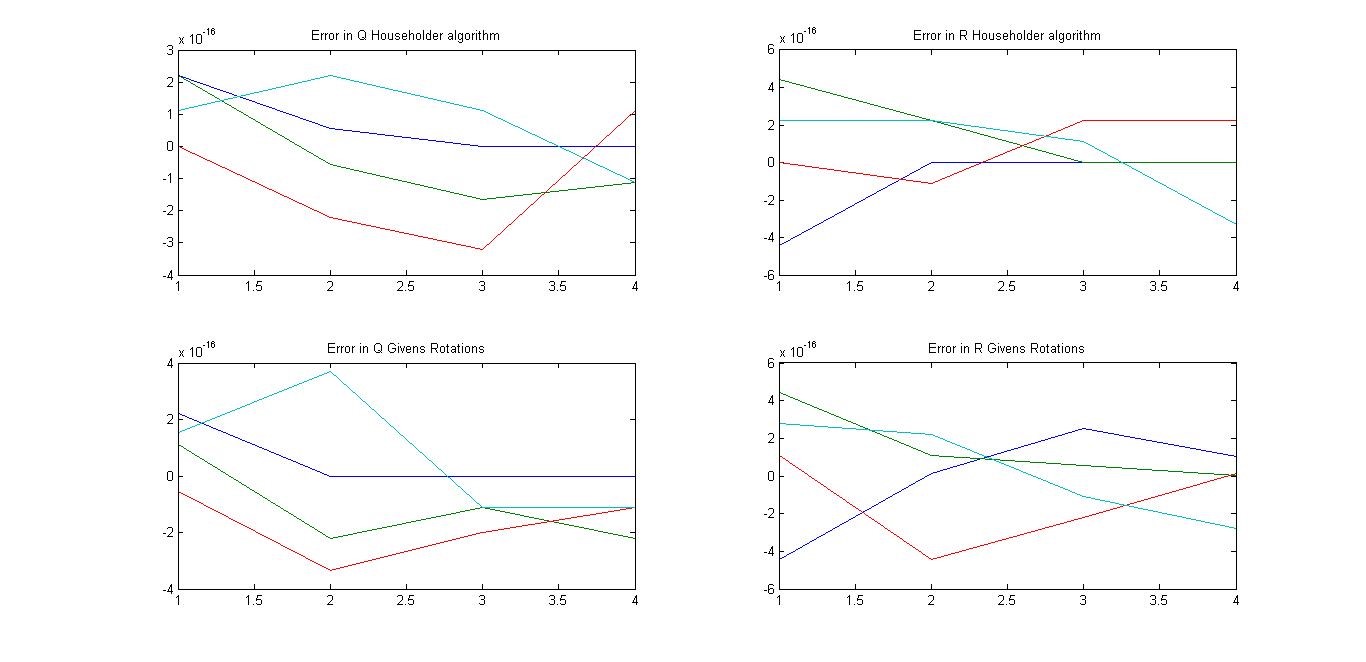 Error in Q Householder algorithm
x 10^-16
3
2
1
0
-1
-2
-3
-4
1 1.5 2 2.5 3 3.5 4
Error in R Householder algorithm
x 10^-16
6
4
2
0
-2
-4
-6
1 1.5 2 2.5 3 3.5 4
Error in Q Givens Rotations
x 10^-16
4
2
0
-2
-4
1 1.5 2 2.5 3 3.5 4
Error in R Givens Rotations
x 10^-16
6
4
2
0
-2
-4
-6
1 1.5 2 2.5 3 3.5 4